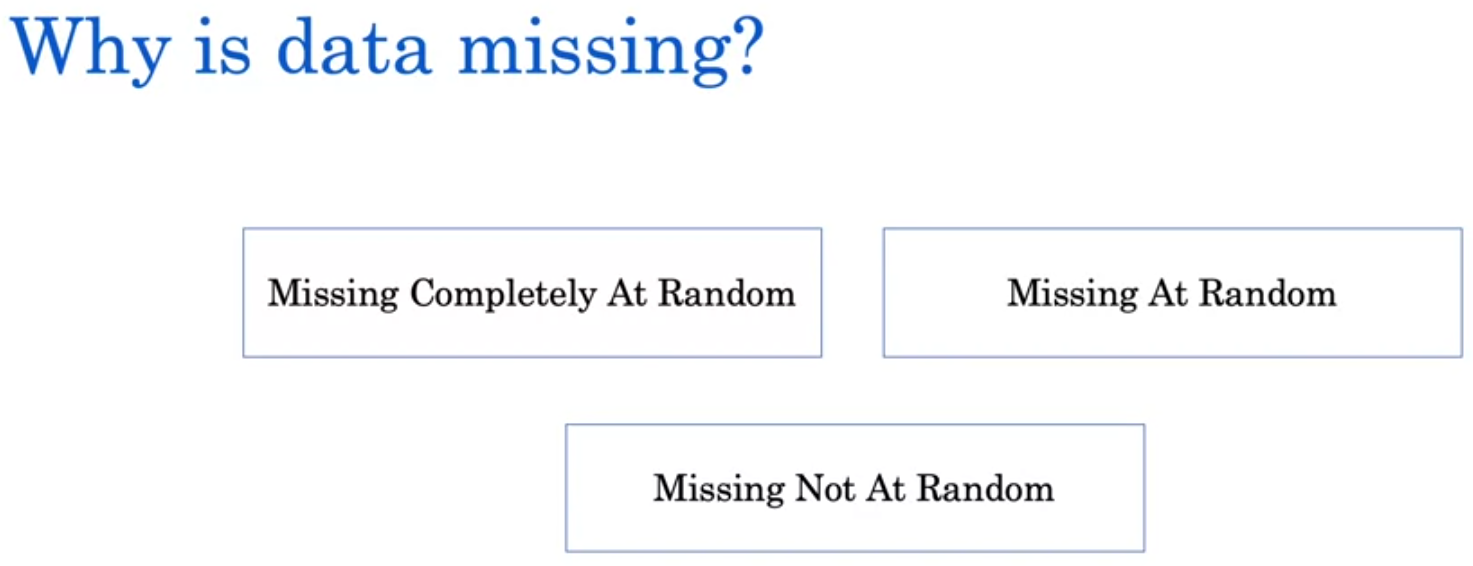 Why is data missing?
Missing Completely At Random
Missing At Random
Missing Not At Random